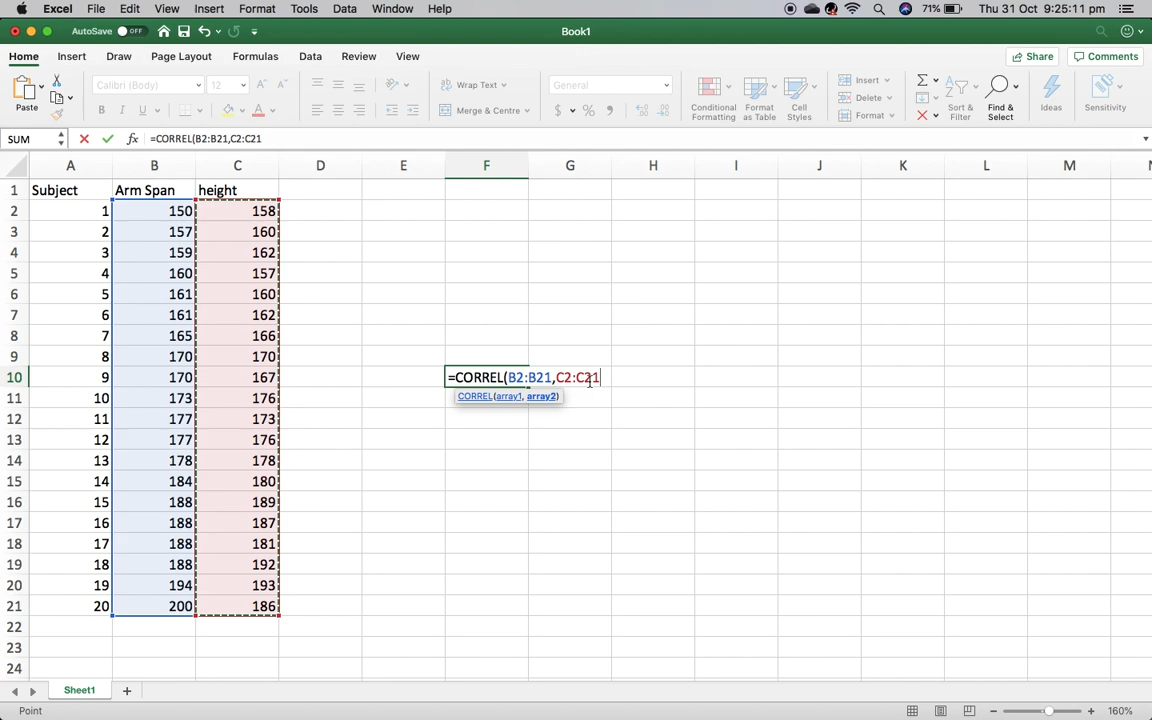 Excel File Edit View Insert Format Tools Data Window Help 71% Thu 31 Oct 9:25:11 pm
AutoSave OFF Book1
Home Insert Draw Page Layout Formulas Data Review View Share Comments
Paste Calibri (Body) 12 A^ A˅ Wrap Text General Conditional Formatting Format as Table Cell Styles Insert Sort & Filter Find & Select Ideas Sensitivity
B I U A Merge & Centre $ % , Delete
Format
SUM fx =CORREL(B2:B21,C2:C21
A B C D E F G H I J K L M N
1 Subject Arm Span height
2 1 150 158
3 2 157 160
4 3 159 162
5 4 160 157
6 5 161 160
7 6 161 162
8 7 165 166
9 8 170 170
10 9 170 167 =CORREL(B2:B21,C2:C21
11 10 173 176 CORREL(array1, array2)
12 11 177 173
13 12 177 176
14 13 178 178
15 14 184 180
16 15 188 189
17 16 188 187
18 17 188 181
19 18 188 192
20 19 194 193
21 20 200 186
22
23
24
Sheet1 +
Point 160%